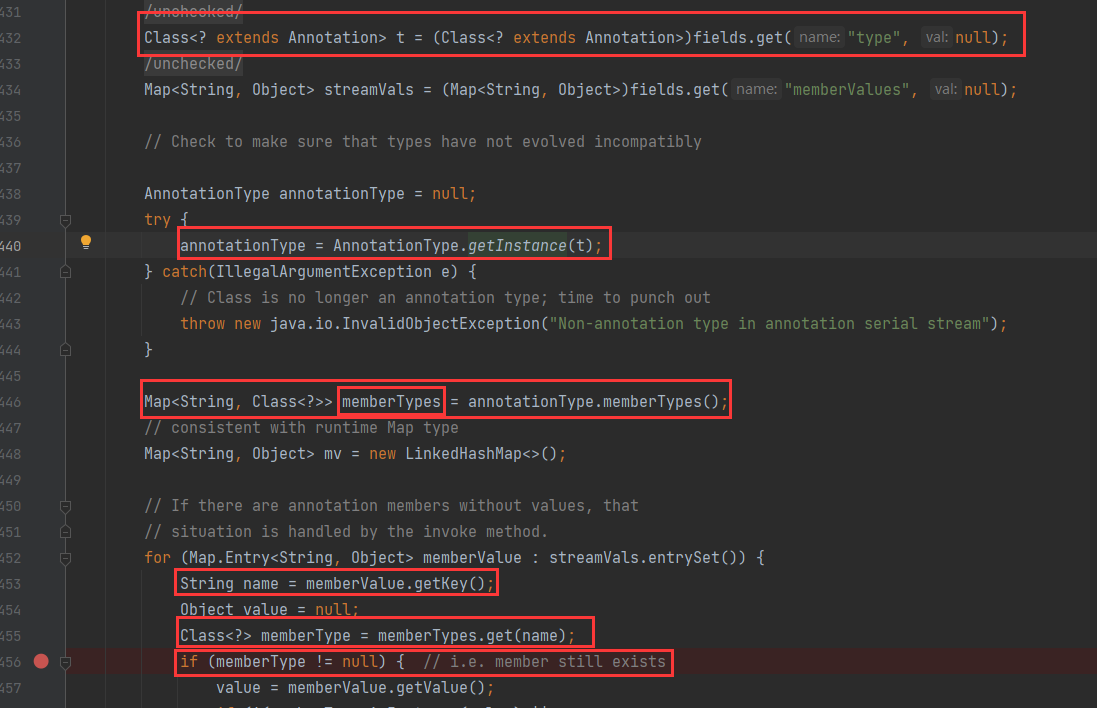 431 /unchecked/
432 Class<? extends Annotation> t = (Class<? extends Annotation>)fields.get( name: "type", val: null);
433 /unchecked/
434 Map<String, Object> streamVals = (Map<String, Object>)fields.get( name: "memberValues", val: null);
435
436 // Check to make sure that types have not evolved incompatibly
437
438 AnnotationType annotationType = null;
439 try {
440 annotationType = AnnotationType.getInstance(t);
441 } catch(IllegalArgumentException e) {
442 // Class is no longer an annotation type; time to punch out
443 throw new java.io.InvalidObjectException("Non-annotation type in annotation serial stream");
444 }
445
446 Map<String, Class<?>> memberTypes = annotationType.memberTypes();
447 // consistent with runtime Map type
448 Map<String, Object> mv = new LinkedHashMap<>();
449
450 // If there are annotation members without values, that
451 // situation is handled by the invoke method.
452 for (Map.Entry<String, Object> memberValue : streamVals.entrySet()) {
453 String name = memberValue.getKey();
454 Object value = null;
455 Class<?> memberType = memberTypes.get(name);
456 if (memberType != null) { // i.e. member still exists
457 value = memberValue.getValue();